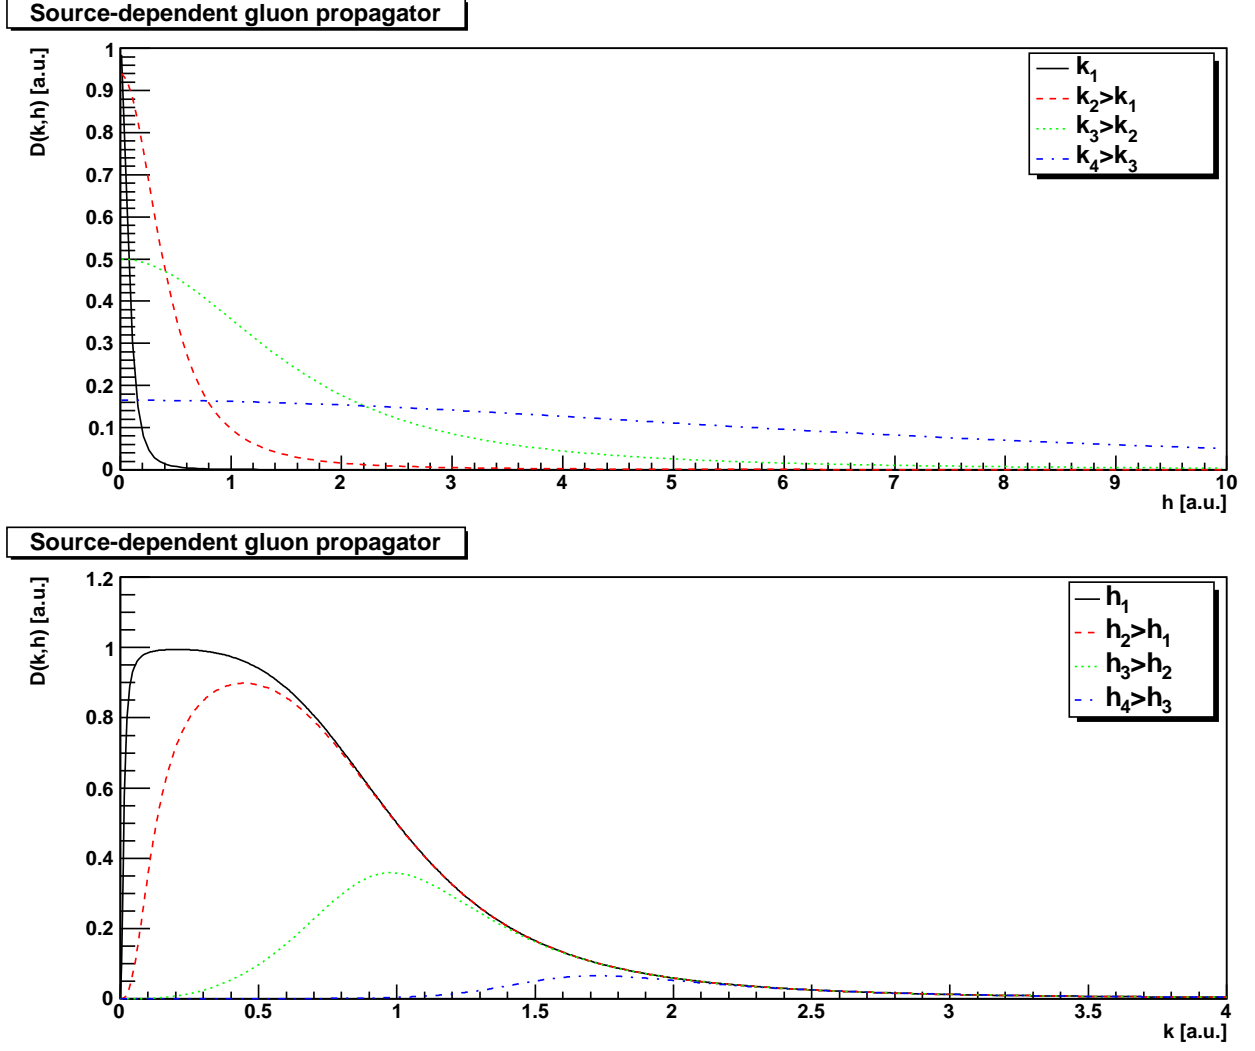 Source-dependent gluon propagator
D(k,h) [a.u.]
1
0.9
0.8
0.7
0.6
0.5
0.4
0.3
0.2
0.1
0
k₁
k₂>k₁
k₃>k₂
k₄>k₃
0 1 2 3 4 5 6 7 8 9 10
h [a.u.]
Source-dependent gluon propagator
D(k,h) [a.u.]
1.2
1
0.8
0.6
0.4
0.2
0
h₁
h₂>h₁
h₃>h₂
h₄>h₃
0 0.5 1 1.5 2 2.5 3 3.5 4
k [a.u.]